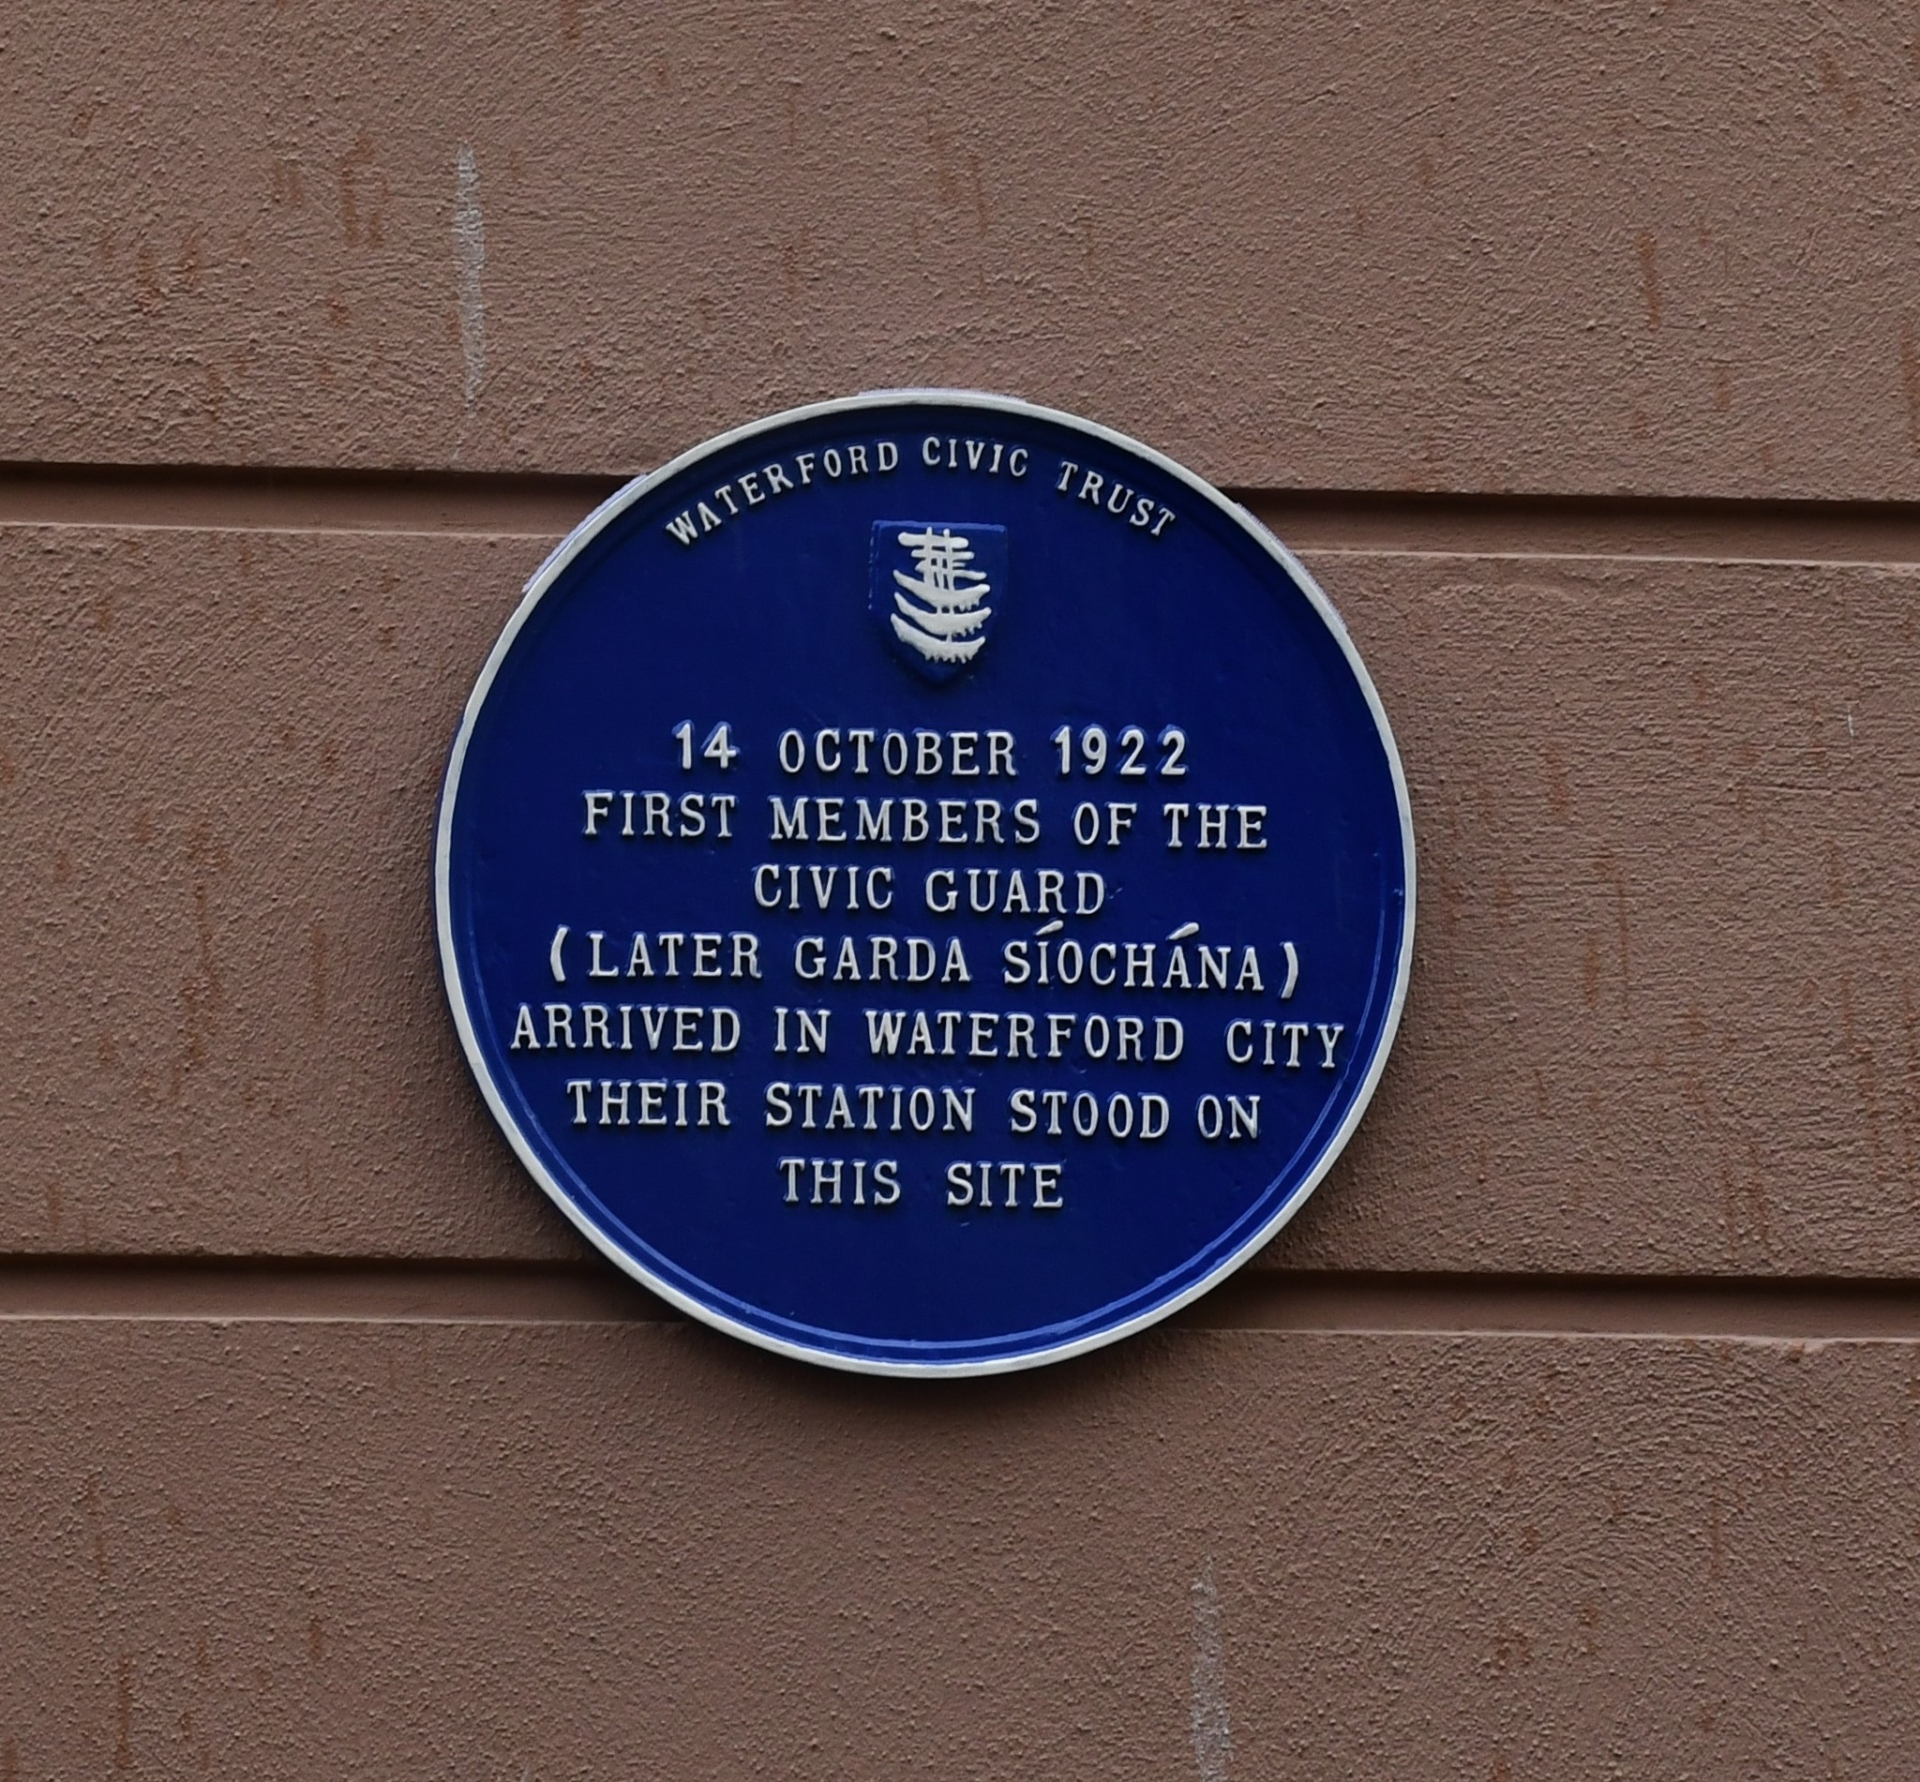 WATERFORD CIVIC TRUST
14 OCTOBER 1922
FIRST MEMBERS OF THE
CIVIC GUARD
(LATER GARDA SÍOCHÁNA)
ARRIVED IN WATERFORD CITY
THEIR STATION STOOD ON
THIS SITE